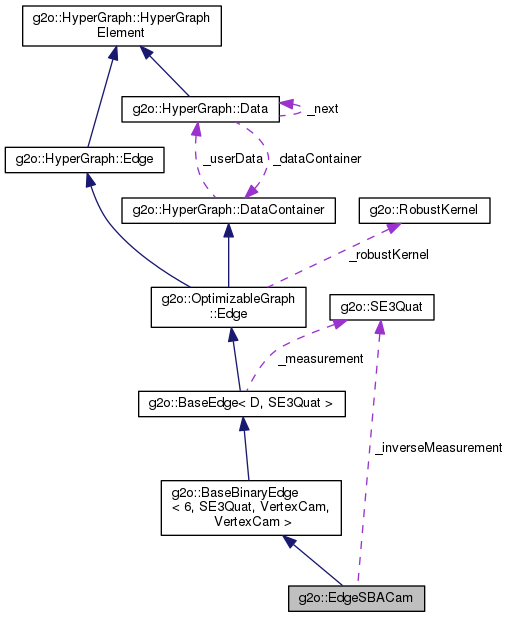 g2o::HyperGraph::HyperGraph
Element
g2o::HyperGraph::Data
_next
g2o::HyperGraph::Edge
_userData
_dataContainer
g2o::HyperGraph::DataContainer
g2o::RobustKernel
_robustKernel
g2o::OptimizableGraph
::Edge
g2o::SE3Quat
_measurement
g2o::BaseEdge< D, SE3Quat >
_inverseMeasurement
g2o::BaseBinaryEdge
< 6, SE3Quat, VertexCam,
VertexCam >
g2o::EdgeSBACam